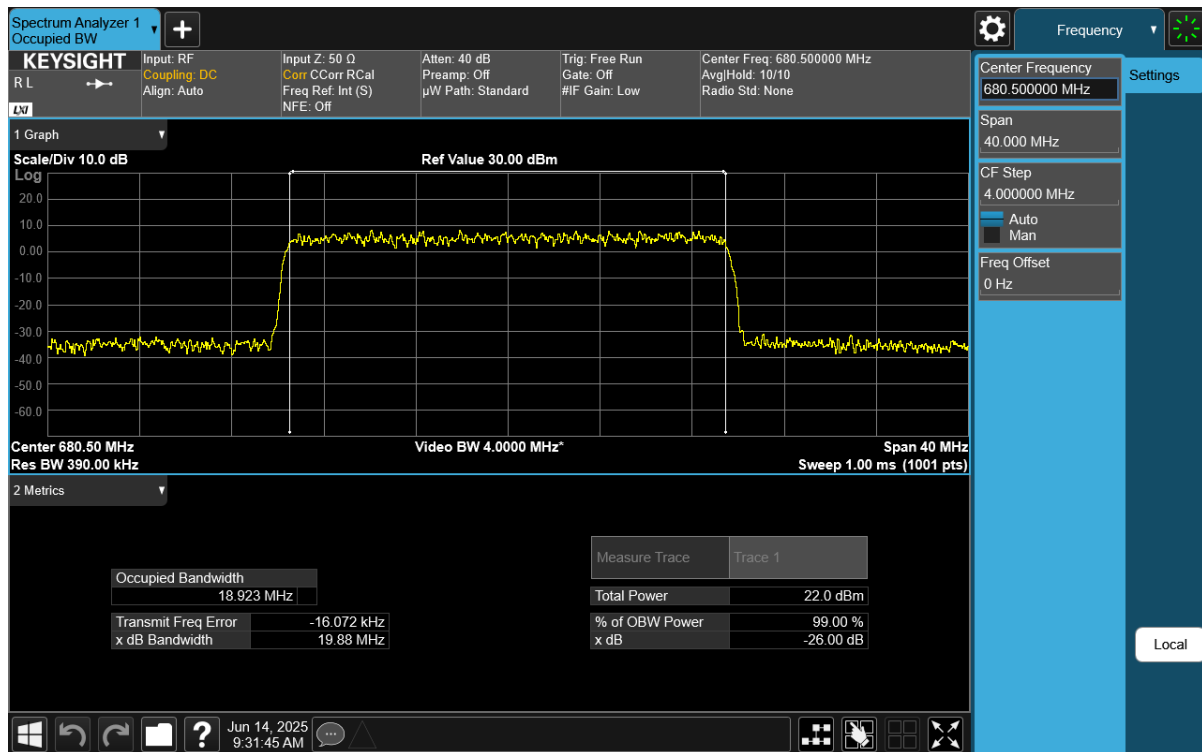 Spectrum Analyzer 1
Occupied BW
Frequency
KEYSIGHT
R L
LXI
Input: RF
Coupling: DC
Align: Auto
Input Z: 50 Ω
Corr CCorr RCal
Freq Ref: Int (S)
NFE: Off
Atten: 40 dB
Preamp: Off
µW Path: Standard
Trig: Free Run
Gate: Off
#IF Gain: Low
Center Freq: 680.500000 MHz
Avg|Hold: 10/10
Radio Std: None
Center Frequency
680.500000 MHz
Settings
Span
40.000 MHz
CF Step
4.000000 MHz
Auto
Man
Freq Offset
0 Hz
Local
1 Graph
Scale/Div 10.0 dB
Ref Value 30.00 dBm
Log
20.0
10.0
0.00
-10.0
-20.0
-30.0
-40.0
-50.0
-60.0
Center 680.50 MHz
Video BW 4.0000 MHz*
Span 40 MHz
Res BW 390.00 kHz
Sweep 1.00 ms (1001 pts)
2 Metrics
Measure Trace Trace 1
Occupied Bandwidth
18.923 MHz
Total Power 22.0 dBm
Transmit Freq Error -16.072 kHz
% of OBW Power 99.00 %
x dB Bandwidth 19.88 MHz
x dB -26.00 dB
?
Jun 14, 2025
9:31:45 AM